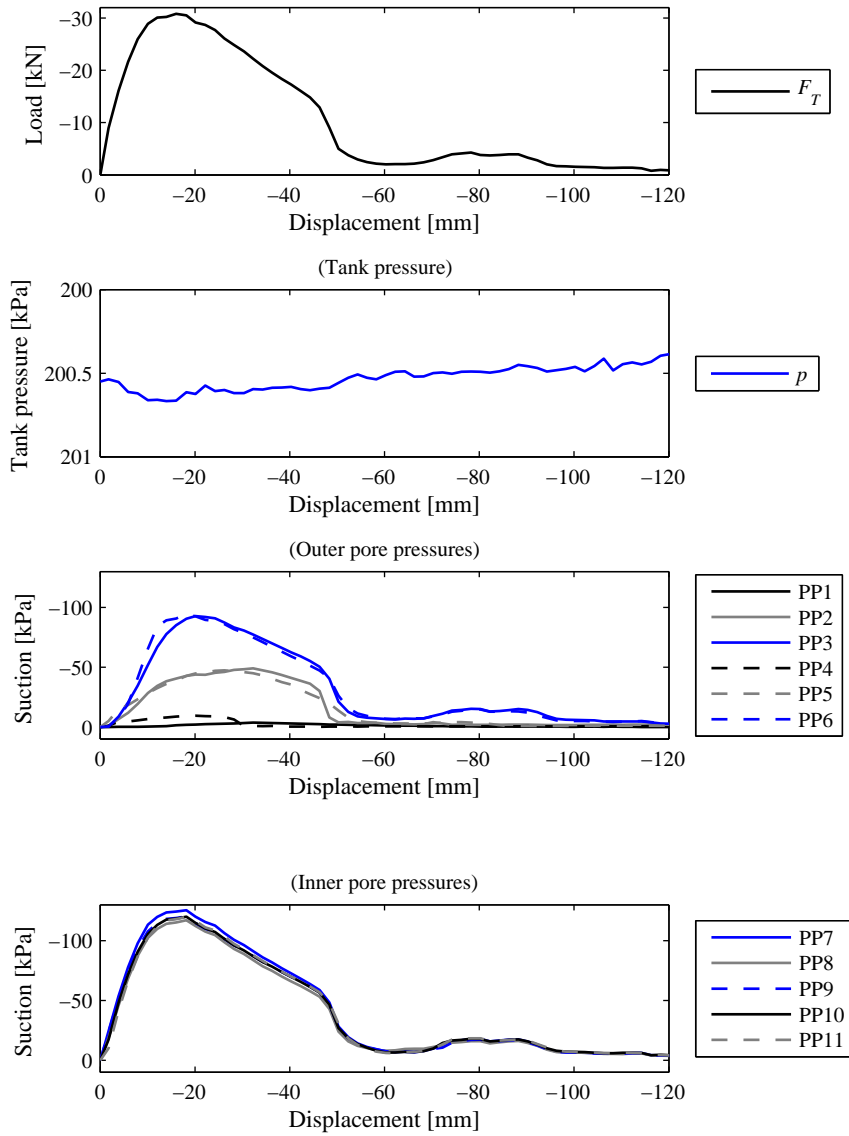 −30
−20
−10
0
Load [kN]
0 −20 −40 −60 −80 −100 −120
Displacement [mm]
F_T
(Tank pressure)
200
200.5
201
Tank pressure [kPa]
0 −20 −40 −60 −80 −100 −120
Displacement [mm]
p
(Outer pore pressures)
−100
−50
0
Suction [kPa]
0 −20 −40 −60 −80 −100 −120
Displacement [mm]
PP1
PP2
PP3
PP4
PP5
PP6
(Inner pore pressures)
−100
−50
0
Suction [kPa]
0 −20 −40 −60 −80 −100 −120
Displacement [mm]
PP7
PP8
PP9
PP10
PP11